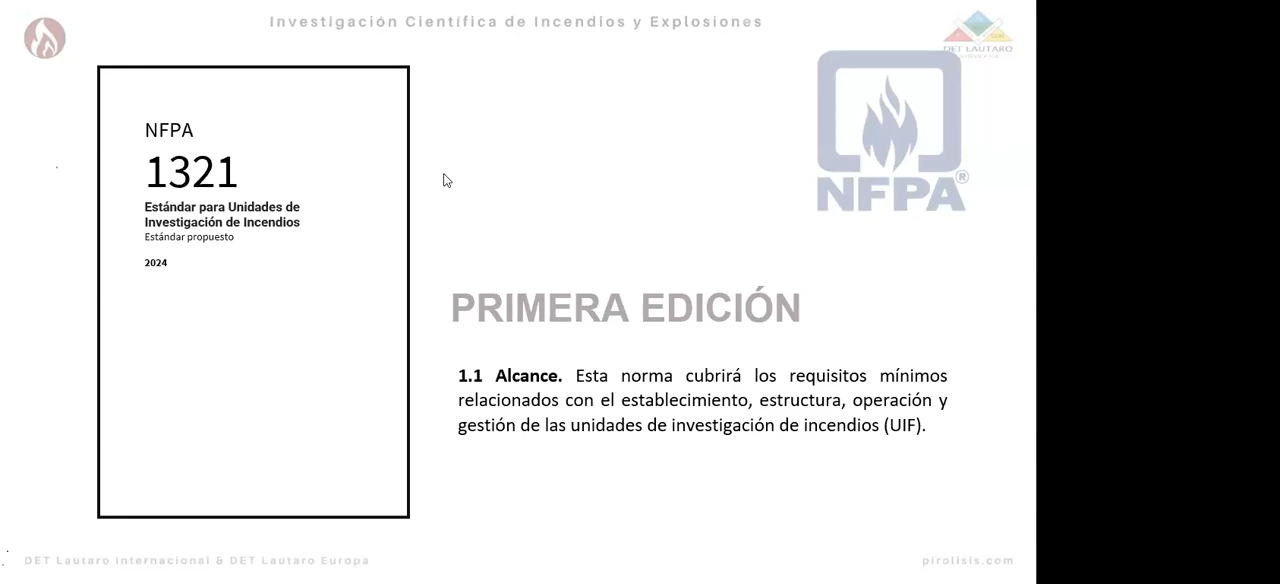 Investigación Científica de Incendios y Explosiones
DET LAUTARO
NFPA®
NFPA
1321
Estándar para Unidades de
Investigación de Incendios
Estándar propuesto
2024
PRIMERA EDICIÓN
1.1 Alcance. Esta norma cubrirá los requisitos mínimos
relacionados con el establecimiento, estructura, operación y
gestión de las unidades de investigación de incendios (UIF).
DET Lautaro Internacional & DET Lautaro Europa
pirolisis.com